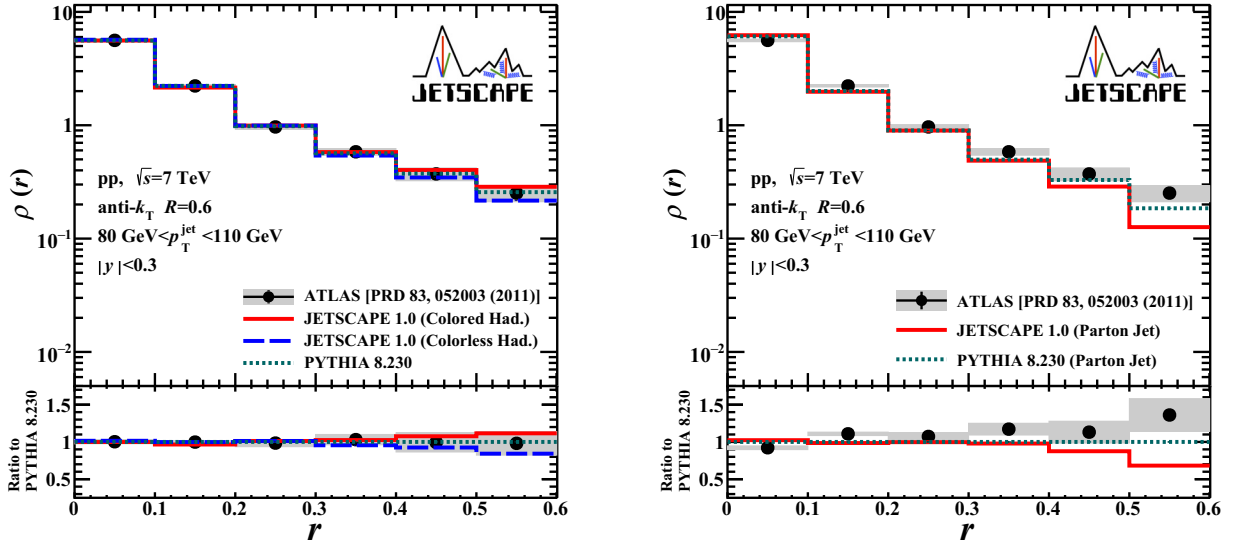 10
1
10⁻¹
10⁻²
ρ (r)
JETSCAPE
pp, √s=7 TeV
anti-k_T R=0.6
80 GeV<p_T^jet <110 GeV
|y|<0.3
ATLAS [PRD 83, 052003 (2011)]
JETSCAPE 1.0 (Colored Had.)
JETSCAPE 1.0 (Colorless Had.)
PYTHIA 8.230
Ratio to
PYTHIA 8.230
1.5
1
0.5
0 0.1 0.2 0.3 0.4 0.5 0.6
r
10
1
10⁻¹
10⁻²
ρ (r)
JETSCAPE
pp, √s=7 TeV
anti-k_T R=0.6
80 GeV<p_T^jet <110 GeV
|y|<0.3
ATLAS [PRD 83, 052003 (2011)]
JETSCAPE 1.0 (Parton Jet)
PYTHIA 8.230 (Parton Jet)
Ratio to
PYTHIA 8.230
1.5
1
0.5
0 0.1 0.2 0.3 0.4 0.5 0.6
r